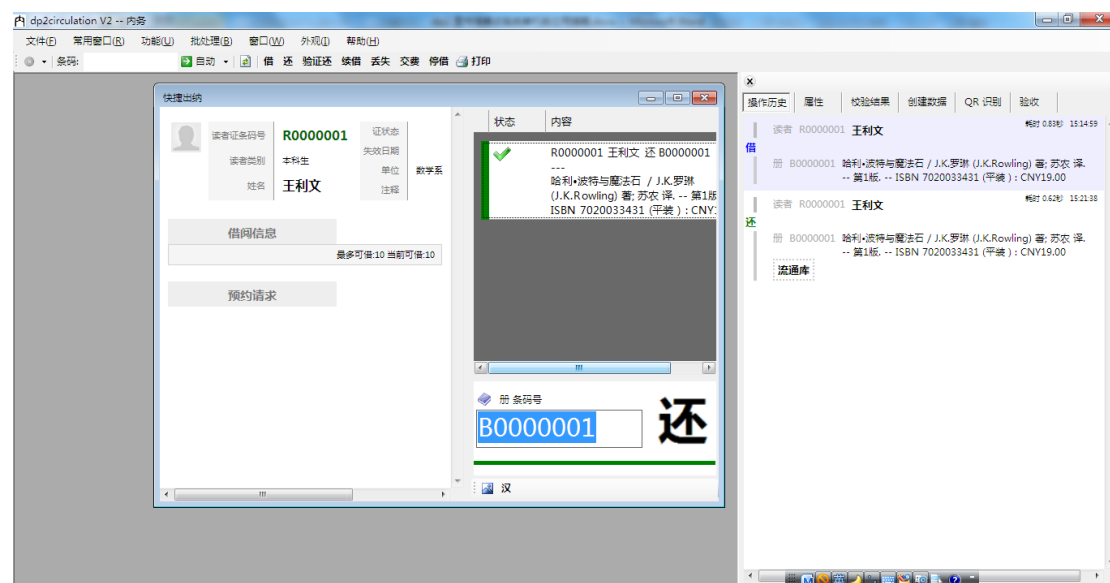 dp2circulation V2 -- 内务
文件(F) 常用窗口(R) 功能(U) 批处理(B) 窗口(W) 外观(I) 帮助(H)
条码: 自动 借 还 验证还 续借 丢失 交费 停借 打印
快捷出纳
读者证条码号 R0000001 证状态
失效日期
读者类别 本科生
单位 数学系
姓名 王利文 注释
借阅信息
最多可借:10 当前可借:10
预约请求
状态 内容
R0000001 王利文 还 B0000001
---
哈利•波特与魔法石 / J.K.罗琳
(J.K.Rowling) 著; 苏农 译. -- 第1版
ISBN 7020033431 (平装 ) : CNY:
册 条码号
B0000001
还
汉
x
操作历史 属性 校验结果 创建数据 QR 识别 验收
读者 R0000001 王利文 耗时 0.83秒 15:14:59
借
册 B0000001 哈利•波特与魔法石 / J.K.罗琳 (J.K.Rowling) 著; 苏农 译.
-- 第1版. -- ISBN 7020033431 (平装 ) : CNY19.00
读者 R0000001 王利文 耗时 0.62秒 15:21:38
还
册 B0000001 哈利•波特与魔法石 / J.K.罗琳 (J.K.Rowling) 著; 苏农 译.
-- 第1版. -- ISBN 7020033431 (平装 ) : CNY19.00
流通库